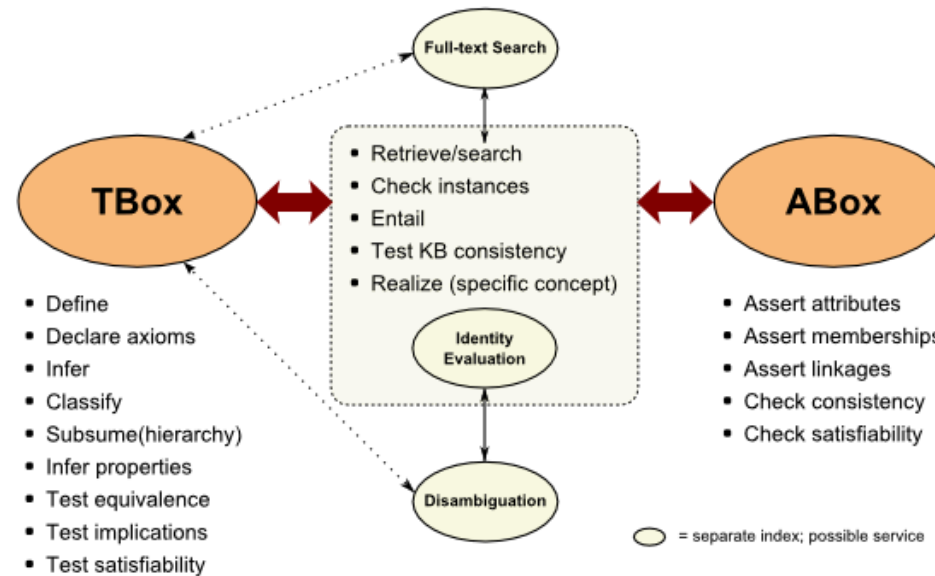 Full-text Search
TBox
▪ Retrieve/search
▪ Check instances
▪ Entail
▪ Test KB consistency
▪ Realize (specific concept)
ABox
Identity
Evaluation
▪ Define
▪ Declare axioms
▪ Infer
▪ Classify
▪ Subsume(hierarchy)
▪ Infer properties
▪ Test equivalence
▪ Test implications
▪ Test satisfiability
▪ Assert attributes
▪ Assert memberships
▪ Assert linkages
▪ Check consistency
▪ Check satisfiability
Disambiguation
= separate index; possible service